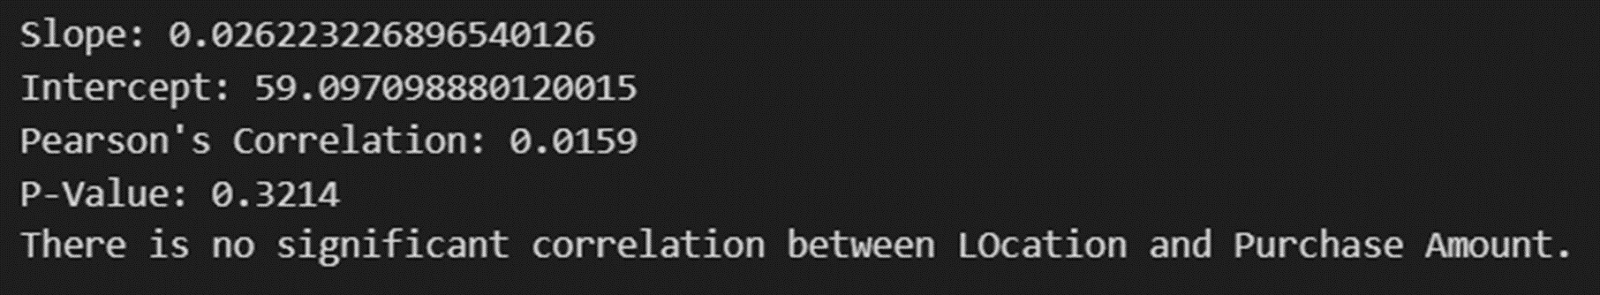 Slope: 0.026223226896540126
Intercept: 59.097098880120015
Pearson's Correlation: 0.0159
P-Value: 0.3214
There is no significant correlation between LOcation and Purchase Amount.